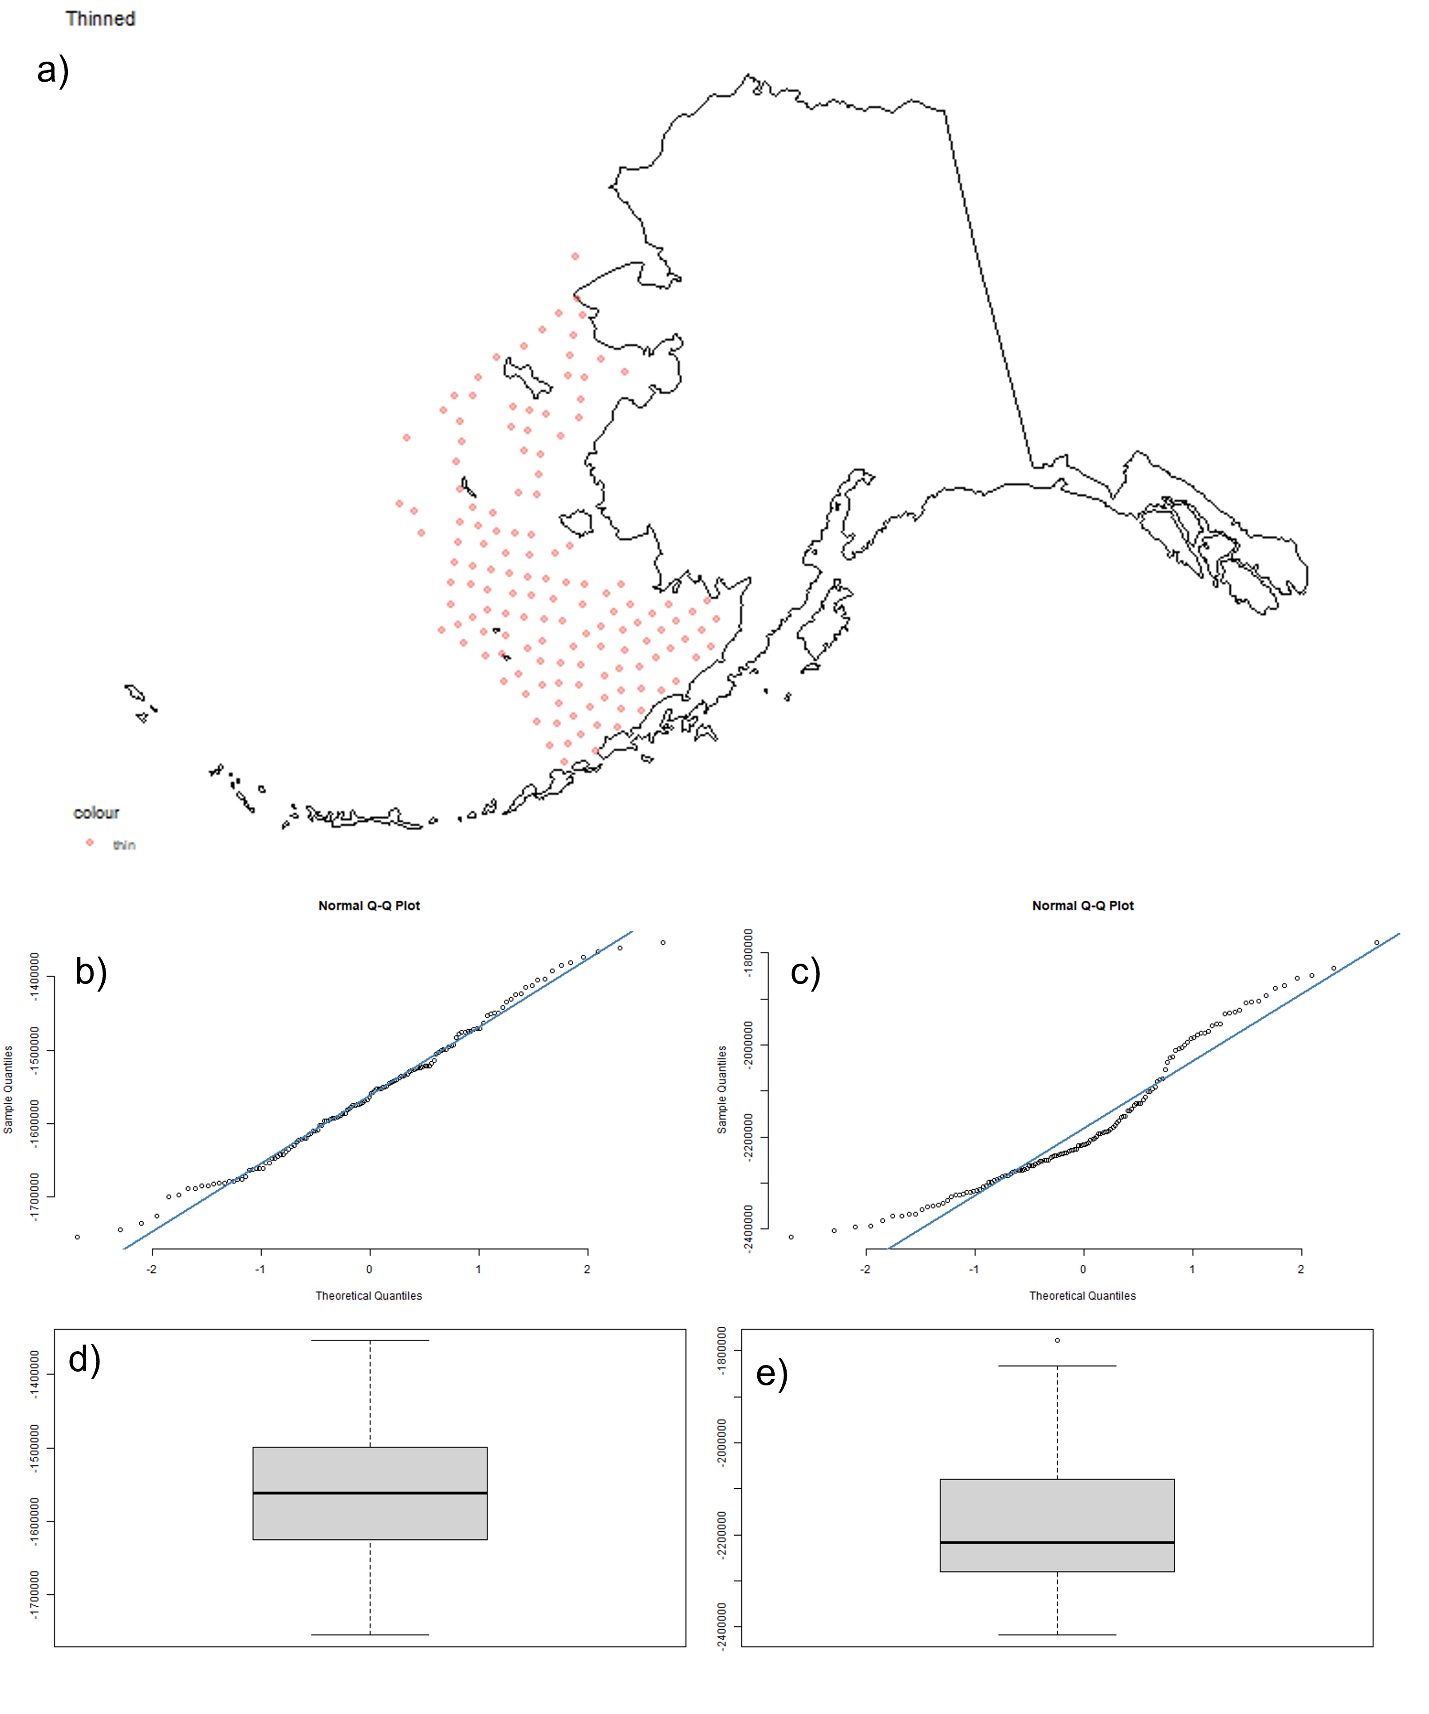 Thinned
a)
colour
thin
Normal Q-Q Plot
b)
Sample Quantiles
-1400000
-1500000
-1600000
-1700000
-2 -1 0 1 2
Theoretical Quantiles
Normal Q-Q Plot
c)
Sample Quantiles
-1800000
-2000000
-2200000
-2400000
-2 -1 0 1 2
Theoretical Quantiles
d)
-1400000
-1500000
-1600000
-1700000
e)
-1800000
-2000000
-2200000
-2400000